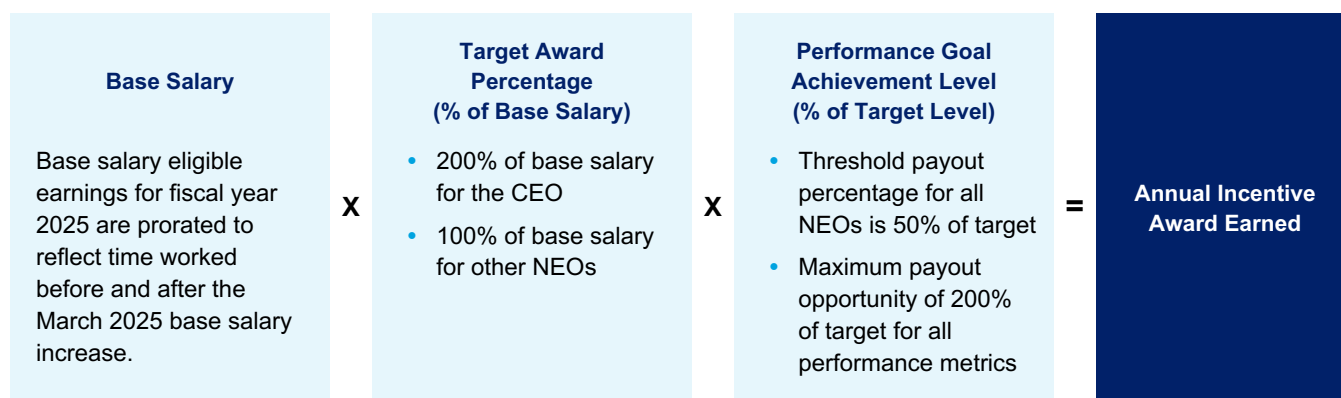 Base Salary
Base salary eligible
earnings for fiscal year
2025 are prorated to
reflect time worked
before and after the
March 2025 base salary
increase.
X
Target Award
Percentage
(% of Base Salary)
• 200% of base salary
for the CEO
• 100% of base salary
for other NEOs
X
Performance Goal
Achievement Level
(% of Target Level)
• Threshold payout
percentage for all
NEOs is 50% of target
• Maximum payout
opportunity of 200%
of target for all
performance metrics
=
Annual Incentive
Award Earned